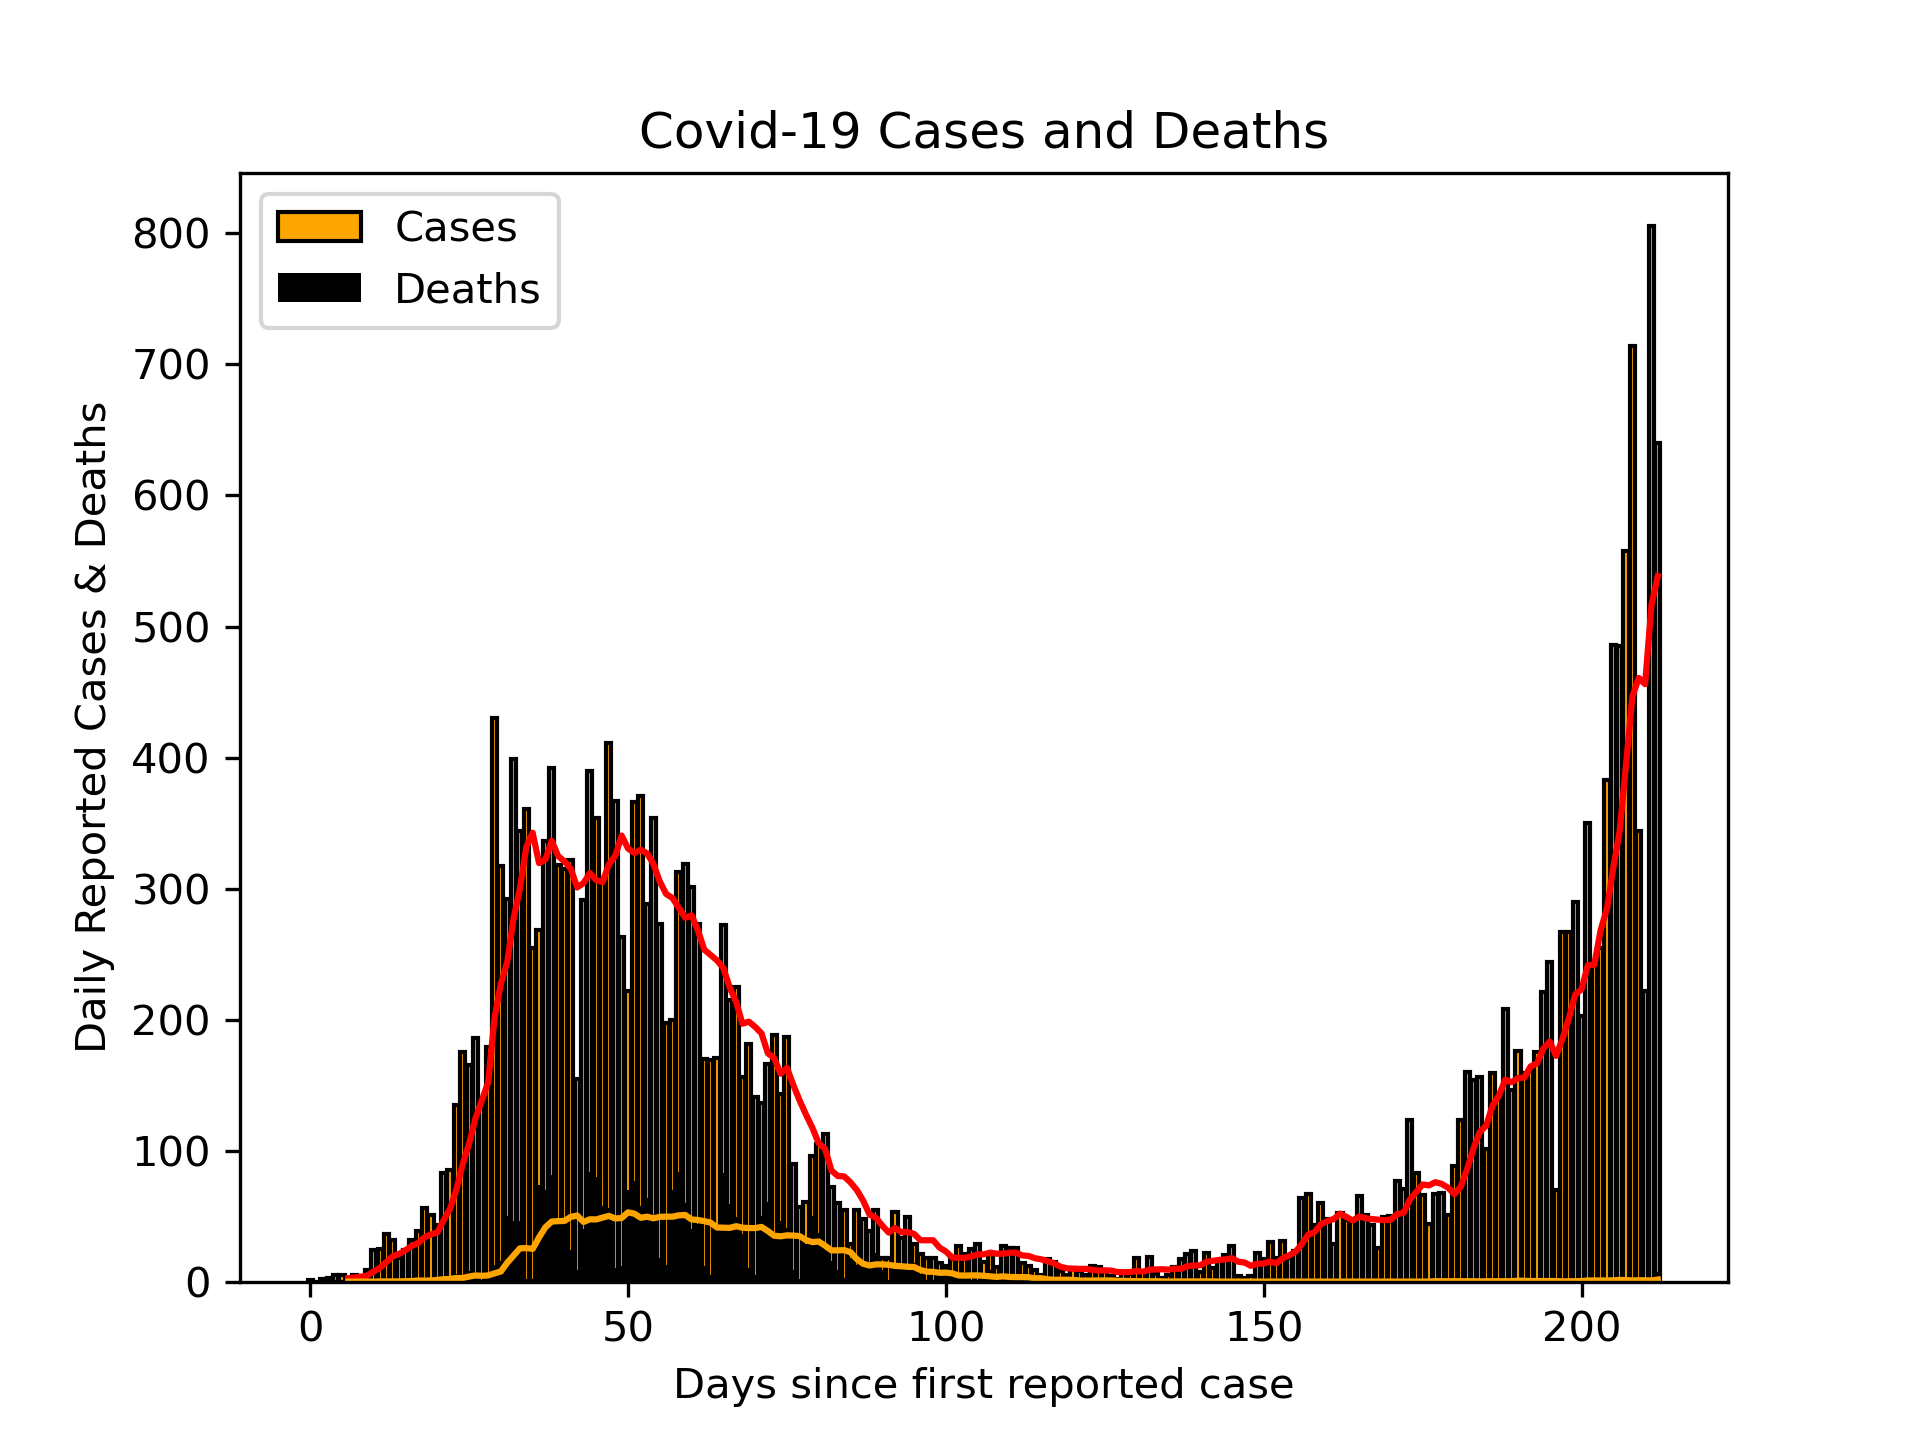 Covid-19 Cases and Deaths
Cases
Deaths
800
700
600
500
400
300
200
100
0
Daily Reported Cases & Deaths
0 50 100 150 200
Days since first reported case